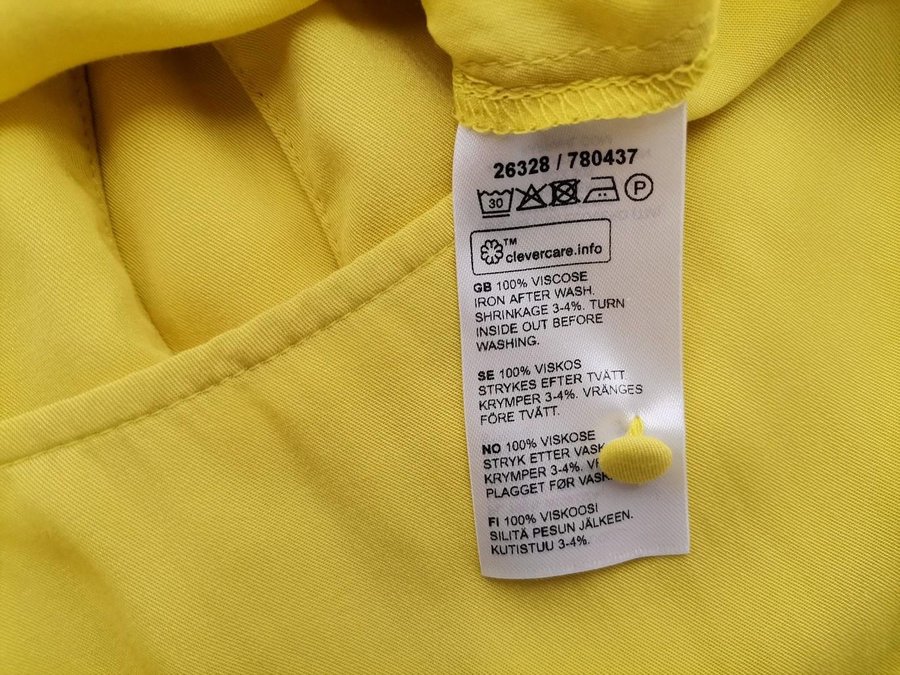 26328 / 780437
30 P
™
clevercare.info
GB 100% VISCOSE
IRON AFTER WASH.
SHRINKAGE 3-4%. TURN
INSIDE OUT BEFORE
WASHING.
SE 100% VISKOS
STRYKES EFTER TVÄTT.
KRYMPER 3-4%. VRÄNGES
FÖRE TVÄTT.
NO 100% VISKOSE
STRYK ETTER
KRYMPER 3-4%.
PLAGGET FØR
FI 100% VISKOOSI
SILITÄ PESUN JÄLKEEN.
KUTISTUU 3-4%.